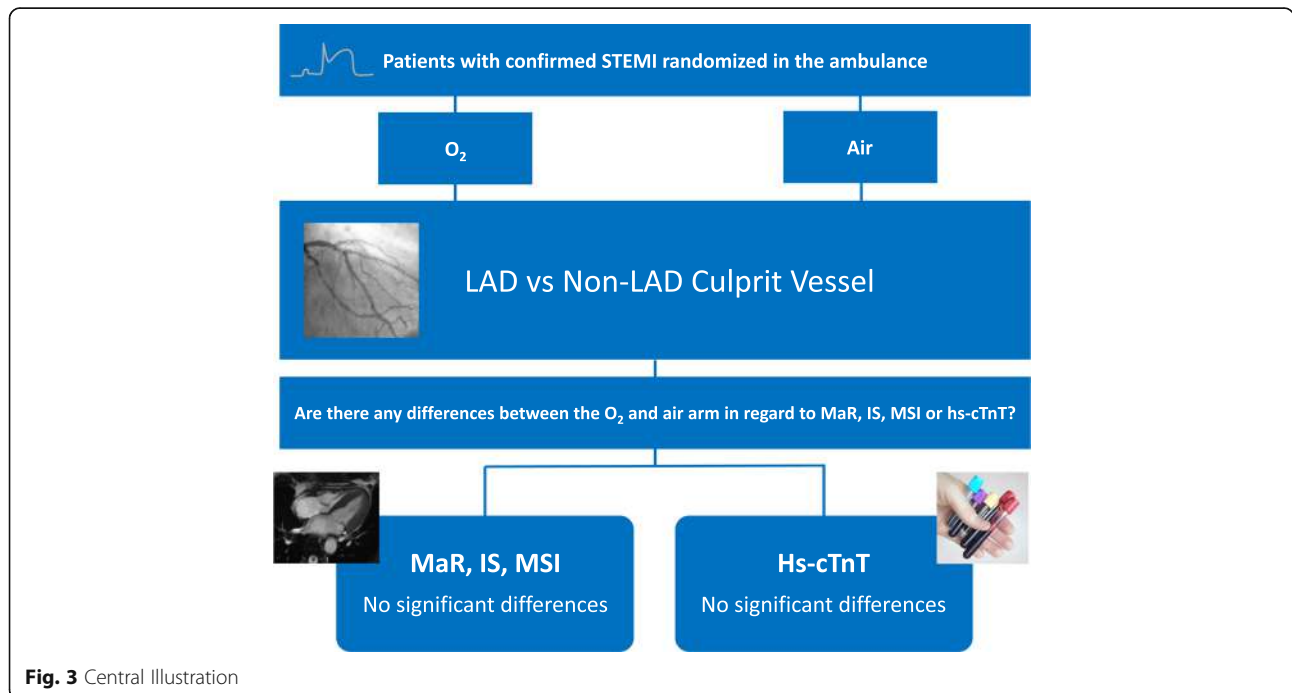 Patients with confirmed STEMI randomized in the ambulance
O₂
Air
LAD vs Non-LAD Culprit Vessel
Are there any differences between the O₂ and air arm in regard to MaR, IS, MSI or hs-cTnT?
MaR, IS, MSI
No significant differences
Hs-cTnT
No significant differences
Fig. 3 Central Illustration